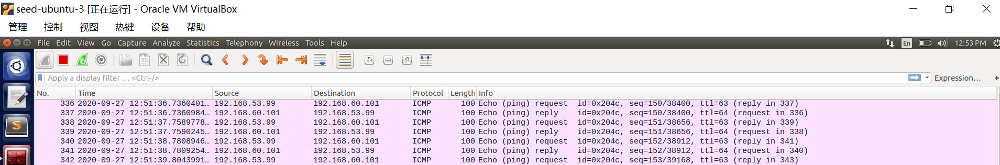 seed-ubuntu-3 [正在运行] - Oracle VM VirtualBox
管理 控制 视图 热键 设备 帮助
File Edit View Go Capture Analyze Statistics Telephony Wireless Tools Help En 12:53 PM
Apply a display filter … <Ctrl-/> Expression… +
No. Time Source Destination Protocol Length Info
336 2020-09-27 12:51:36.7360401… 192.168.53.99 192.168.60.101 ICMP 100 Echo (ping) request id=0x204c, seq=150/38400, ttl=63 (reply in 337)
337 2020-09-27 12:51:36.7360984… 192.168.60.101 192.168.53.99 ICMP 100 Echo (ping) reply id=0x204c, seq=150/38400, ttl=64 (request in 336)
338 2020-09-27 12:51:37.7589778… 192.168.53.99 192.168.60.101 ICMP 100 Echo (ping) request id=0x204c, seq=151/38656, ttl=63 (reply in 339)
339 2020-09-27 12:51:37.7590245… 192.168.60.101 192.168.53.99 ICMP 100 Echo (ping) reply id=0x204c, seq=151/38656, ttl=64 (request in 338)
340 2020-09-27 12:51:38.7808946… 192.168.53.99 192.168.60.101 ICMP 100 Echo (ping) request id=0x204c, seq=152/38912, ttl=63 (reply in 341)
341 2020-09-27 12:51:38.7809254… 192.168.60.101 192.168.53.99 ICMP 100 Echo (ping) reply id=0x204c, seq=152/38912, ttl=64 (request in 340)
342 2020-09-27 12:51:39.8043991… 192.168.53.99 192.168.60.101 ICMP 100 Echo (ping) request id=0x204c, seq=153/39168, ttl=63 (reply in 343)